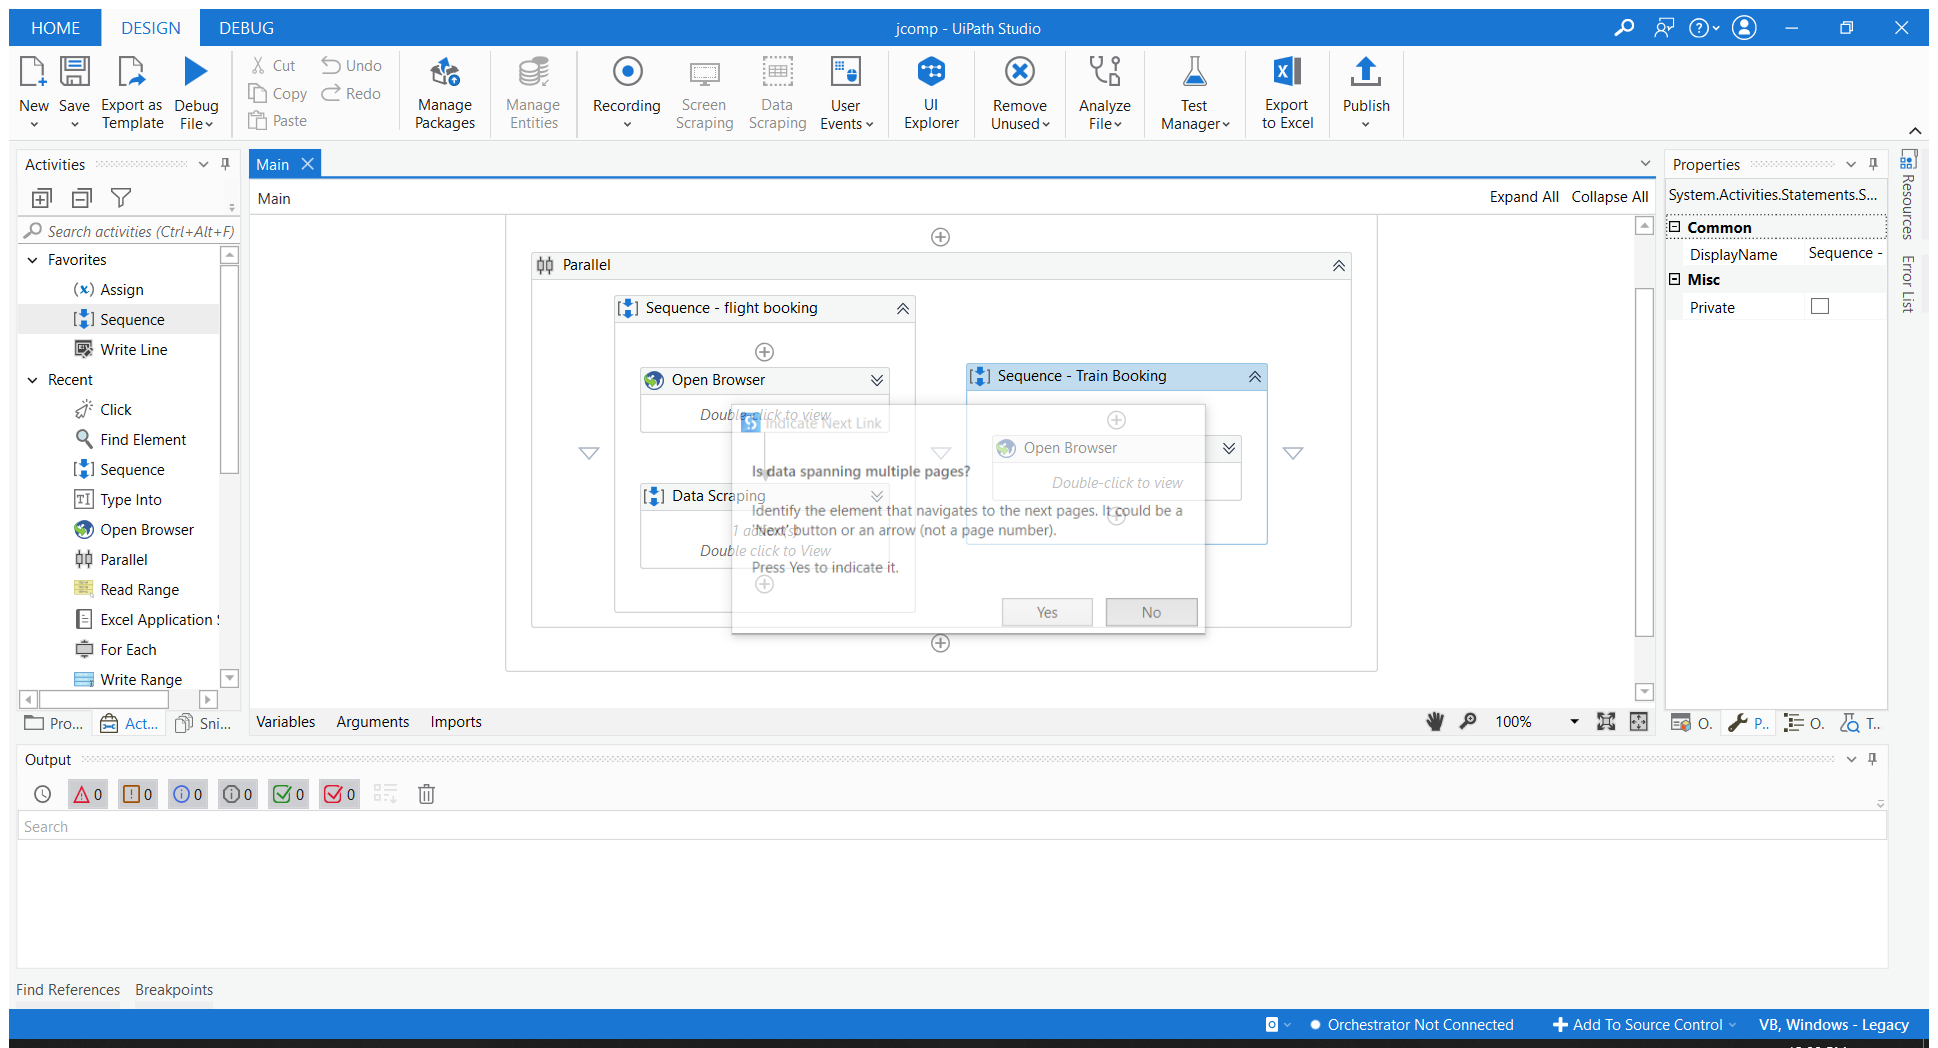 HOME DESIGN DEBUG jcomp - UiPath Studio
New Save Export as Template Debug File
Cut Copy Paste Undo Redo
Manage Packages Manage Entities
Recording Screen Scraping Data Scraping User Events
UI Explorer Remove Unused Analyze File Test Manager Export to Excel Publish
Activities
Search activities (Ctrl+Alt+F)
Favorites
Assign
Sequence
Write Line
Recent
Click
Find Element
Sequence
Type Into
Open Browser
Parallel
Read Range
Excel Application
For Each
Write Range
Pro... Act... Sni...
Main
Main Expand All Collapse All
Parallel
Sequence - flight booking
Open Browser
Double-click to view
Data Scraping
1 ad
Double click to View
Sequence - Train Booking
Open Browser
Double-click to view
Indicate Next Link
Is data spanning multiple pages?
Identify the element that navigates to the next pages. It could be a
'Next' button or an arrow (not a page number).
Press Yes to indicate it.
Yes No
Variables Arguments Imports 100%
Properties
System.Activities.Statements.S...
Common
DisplayName Sequence -
Misc
Private
O. P.. O. T..
Resources
Error List
Output
0 0 0 0 0 0
Search
Find References Breakpoints
Orchestrator Not Connected Add To Source Control VB, Windows - Legacy